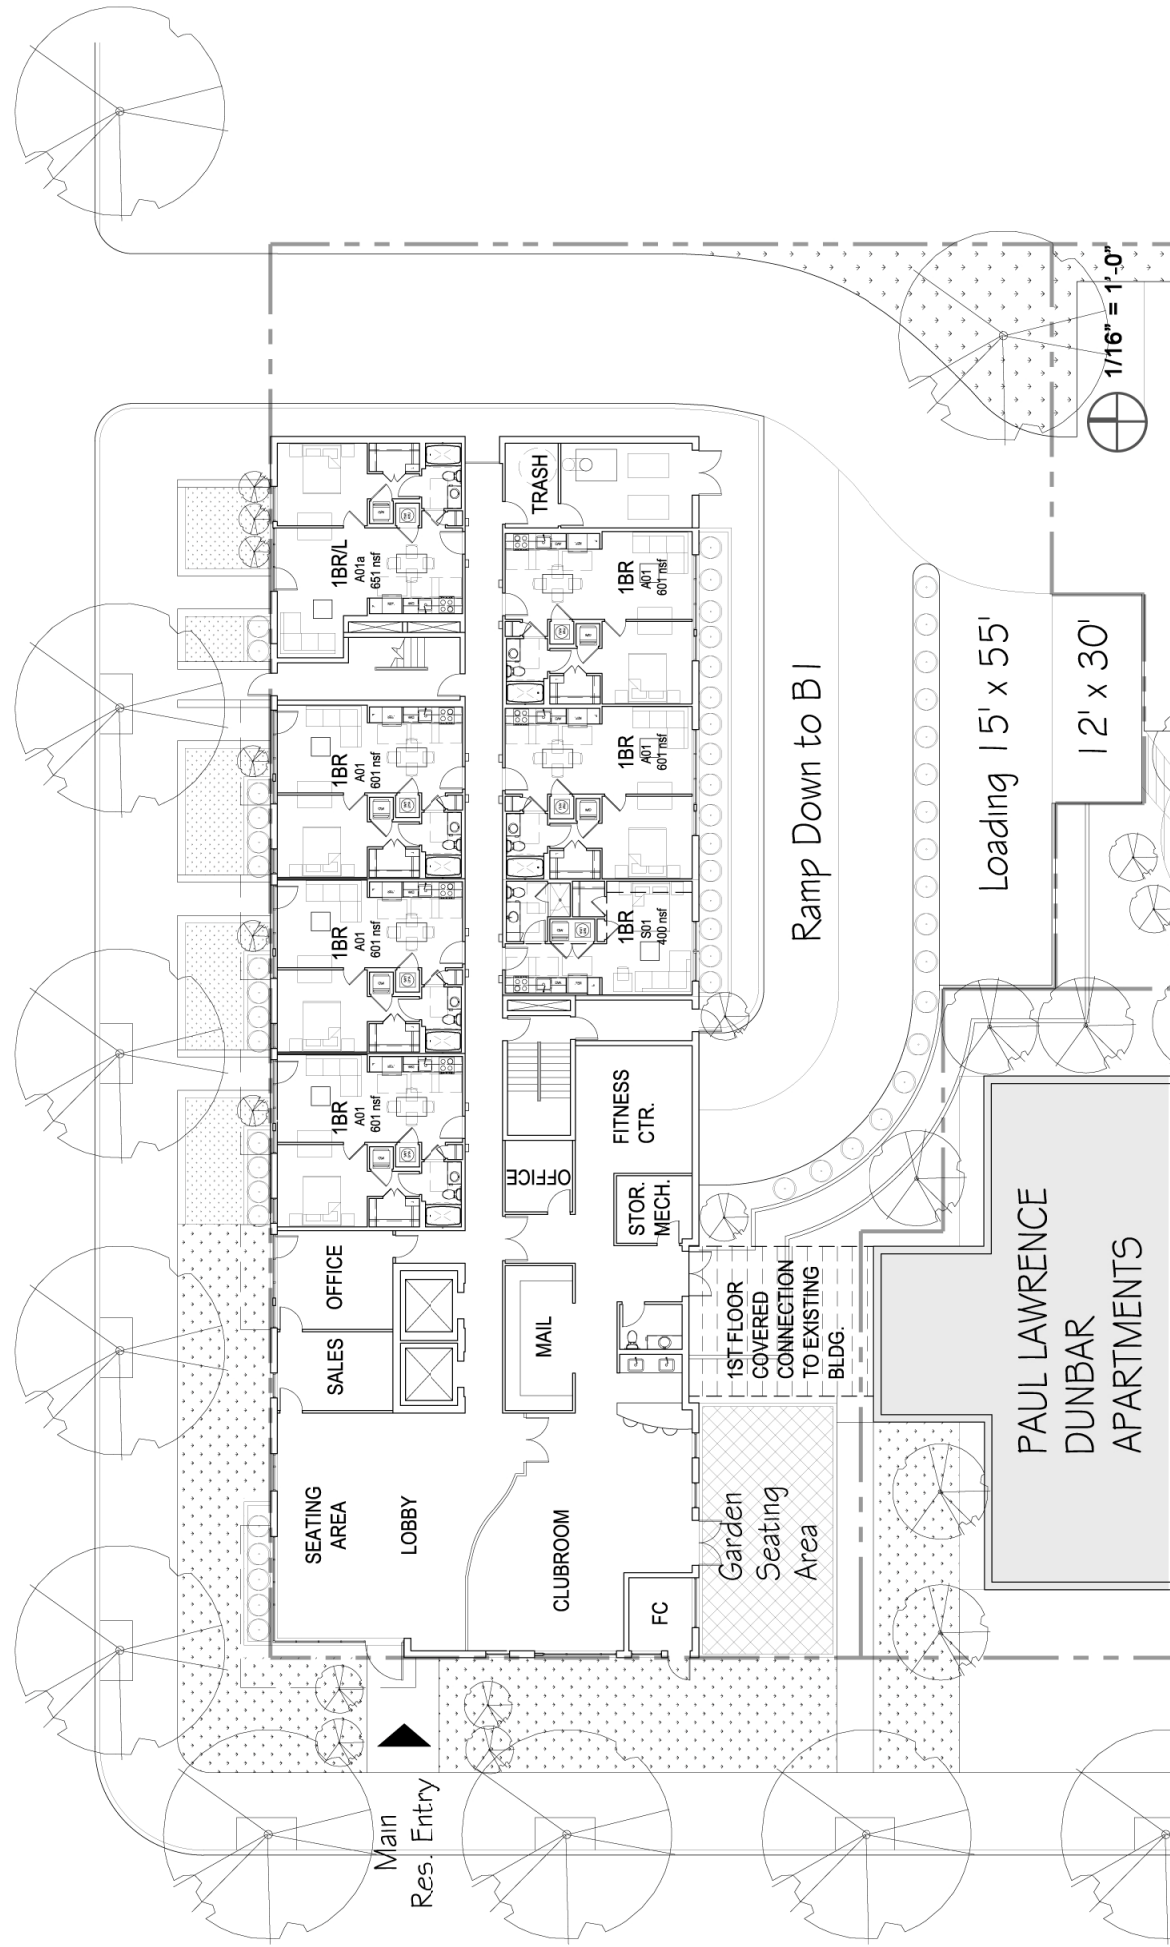 1BR/L
A01a
651 nsf
TRASH
1BR
A01
601 nsf
1BR
A01
601 nsf
1BR
A01
601 nsf
1BR
A01
601 nsf
1BR
S01
400 nsf
1BR
A01
601 nsf
OFFICE
SALES
SEATING
AREA
LOBBY
CLUBROOM
MAIL
OFFICE
FITNESS
CTR.
STOR.
MECH.
FC
1ST FLOOR
COVERED
CONNECTION
TO EXISTING
BLDG.
Garden
Seating
Area
Ramp Down to B1
Loading 15' x 55'
12' x 30'
1/16" = 1'-0"
PAUL LAWRENCE
DUNBAR
APARTMENTS
Main
Res. Entry